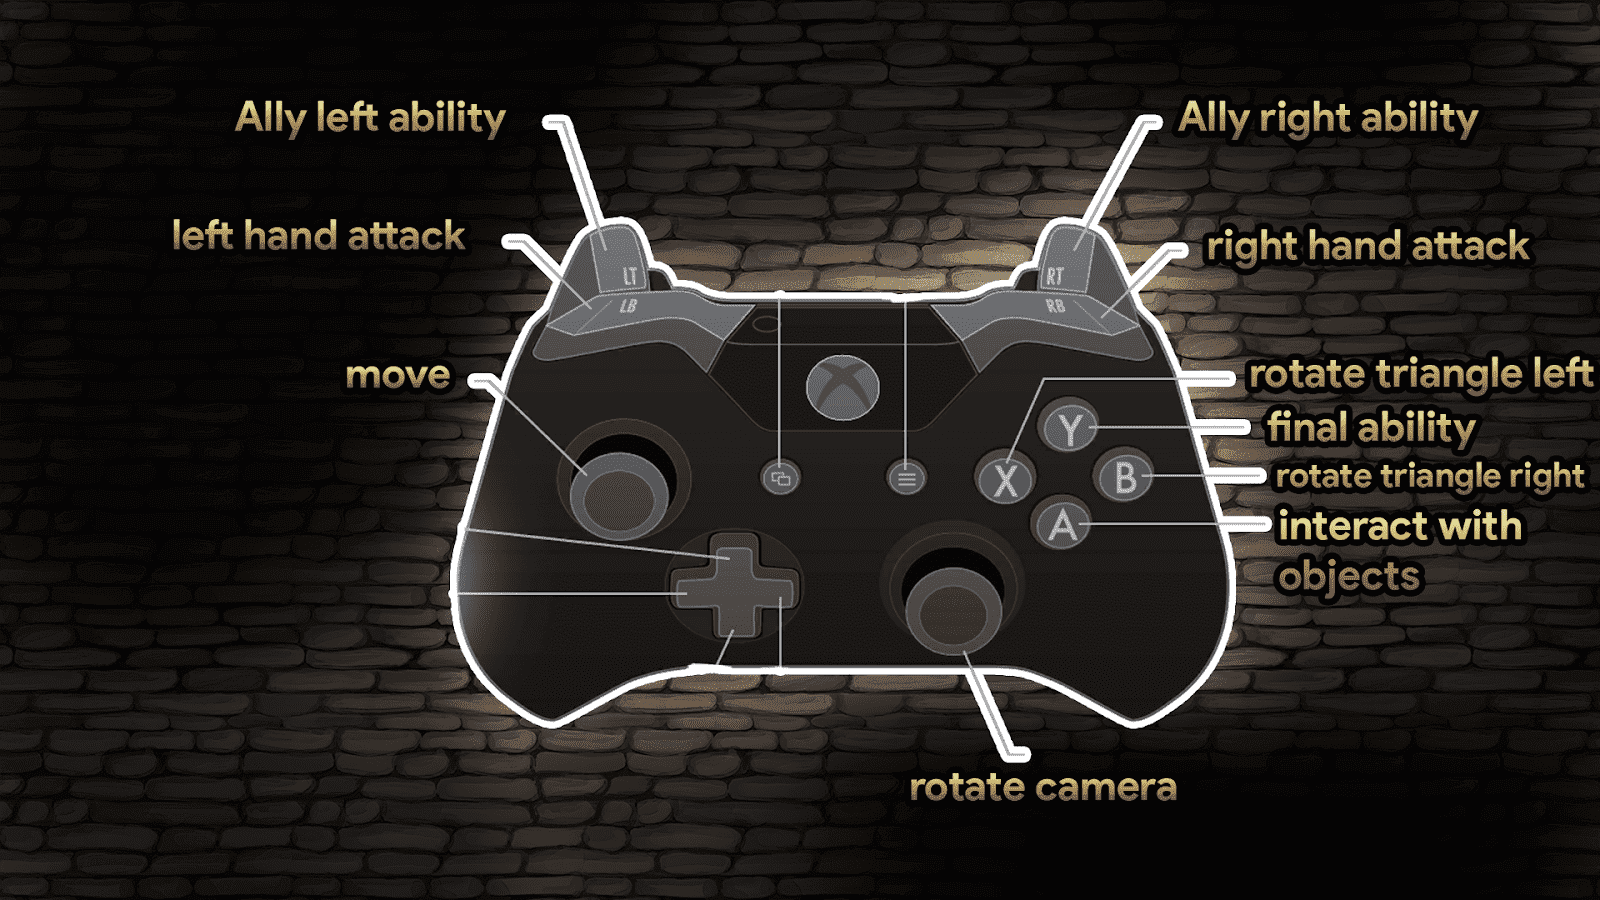 Ally left ability
Ally right ability
left hand attack
right hand attack
LT
RT
LB
RB
move
rotate triangle left
Y
final ability
X
B
rotate triangle right
A
interact with
objects
rotate camera